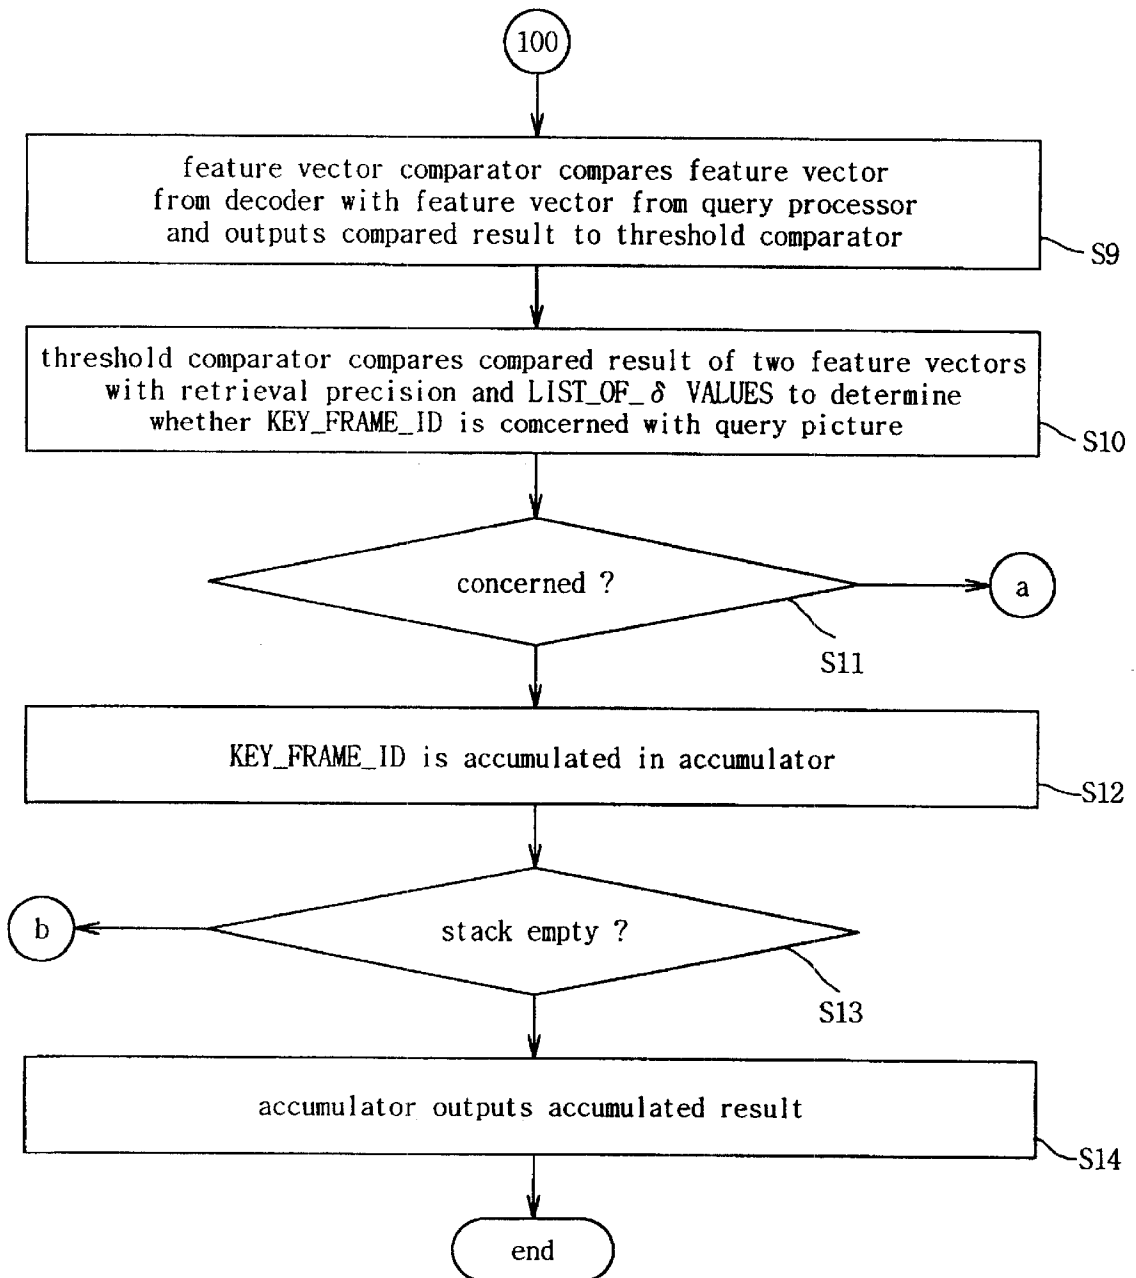 100
feature vector comparator compares feature vector
from decoder with feature vector from query processor
and outputs compared result to threshold comparator
S9
threshold comparator compares compared result of two feature vectors
with retrieval precision and LIST_OF_δ VALUES to determine
whether KEY_FRAME_ID is comcerned with query picture
S10
concerned ?
a
S11
KEY_FRAME_ID is accumulated in accumulator
S12
b
stack empty ?
S13
accumulator outputs accumulated result
S14
end